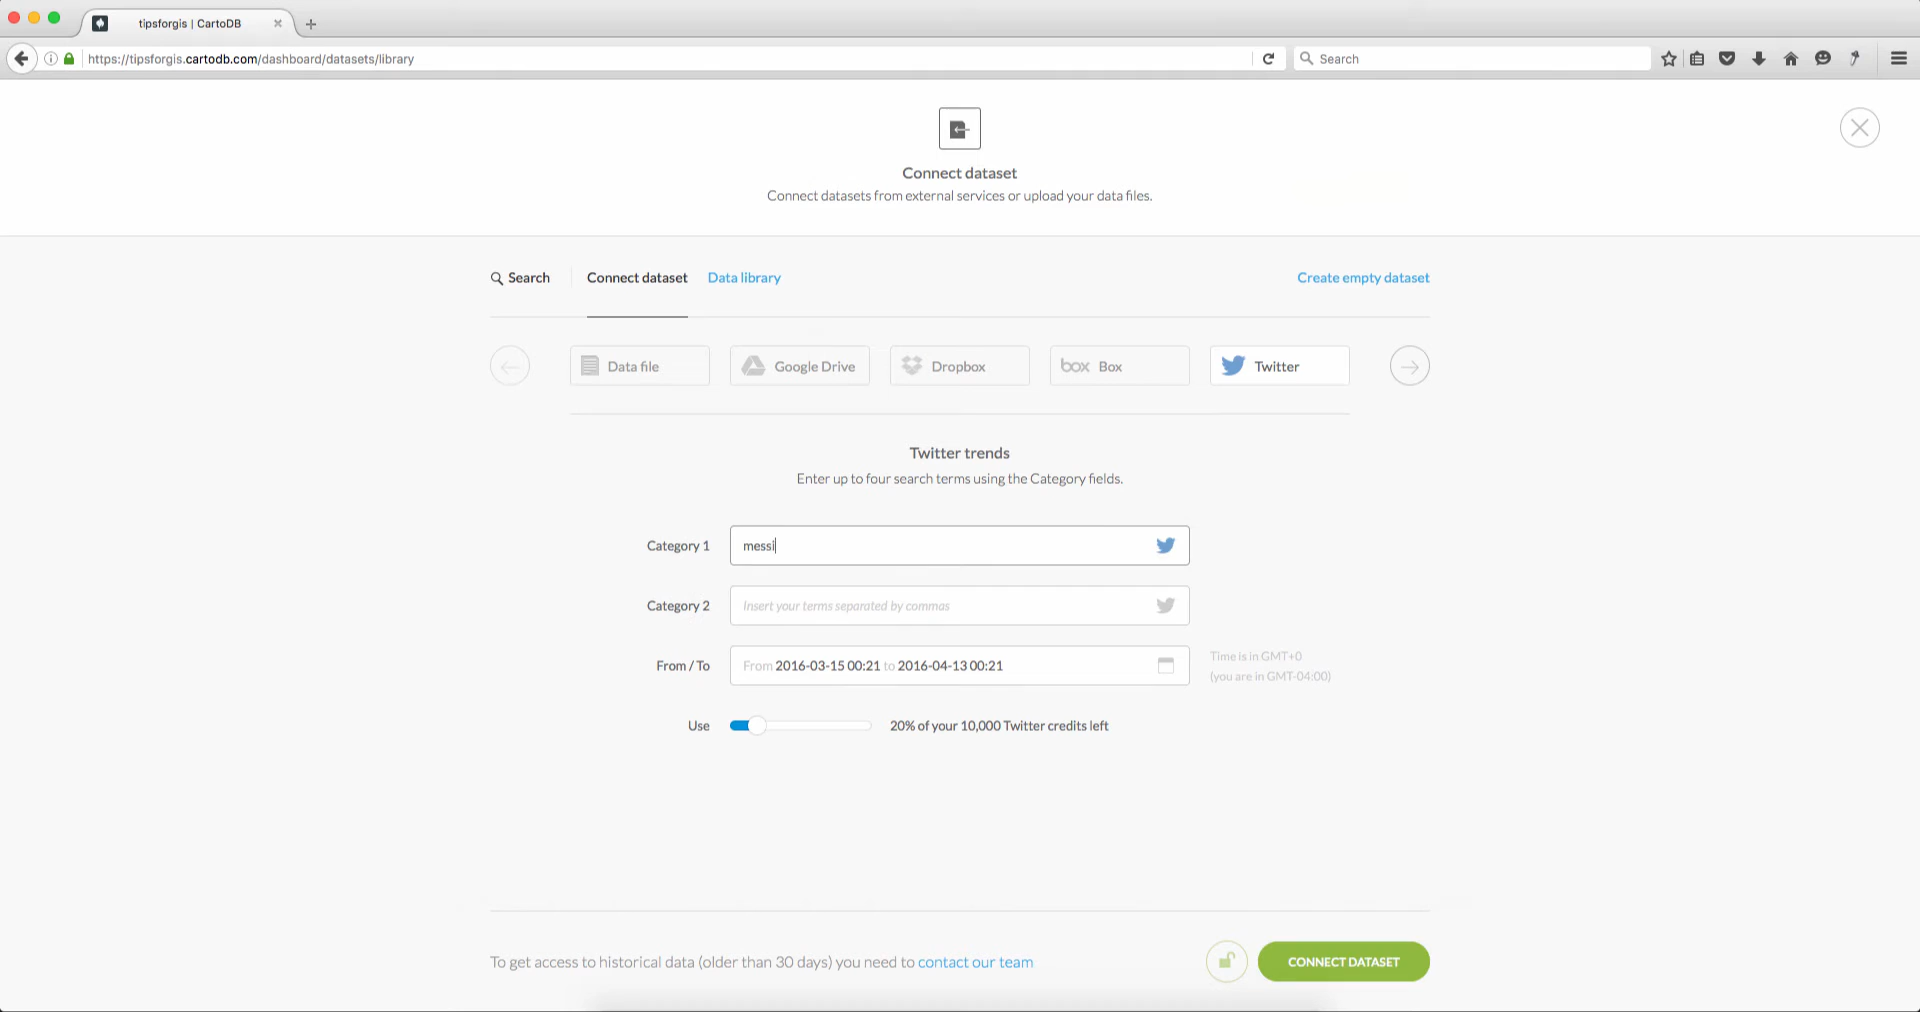 tipsforgis | CartoDB
https://tipsforgis.cartodb.com/dashboard/datasets/library
Search
Connect dataset
Connect datasets from external services or upload your data files.
Search
Connect dataset
Data library
Create empty dataset
Data file
Google Drive
Dropbox
box Box
Twitter
Twitter trends
Enter up to four search terms using the Category fields.
Category 1
messi
Category 2
Insert your terms separated by commas
From / To
From 2016-03-15 00:21 to 2016-04-13 00:21
Time is in GMT+0
(you are in GMT-04:00)
Use
20% of your 10,000 Twitter credits left
To get access to historical data (older than 30 days) you need to contact our team
CONNECT DATASET